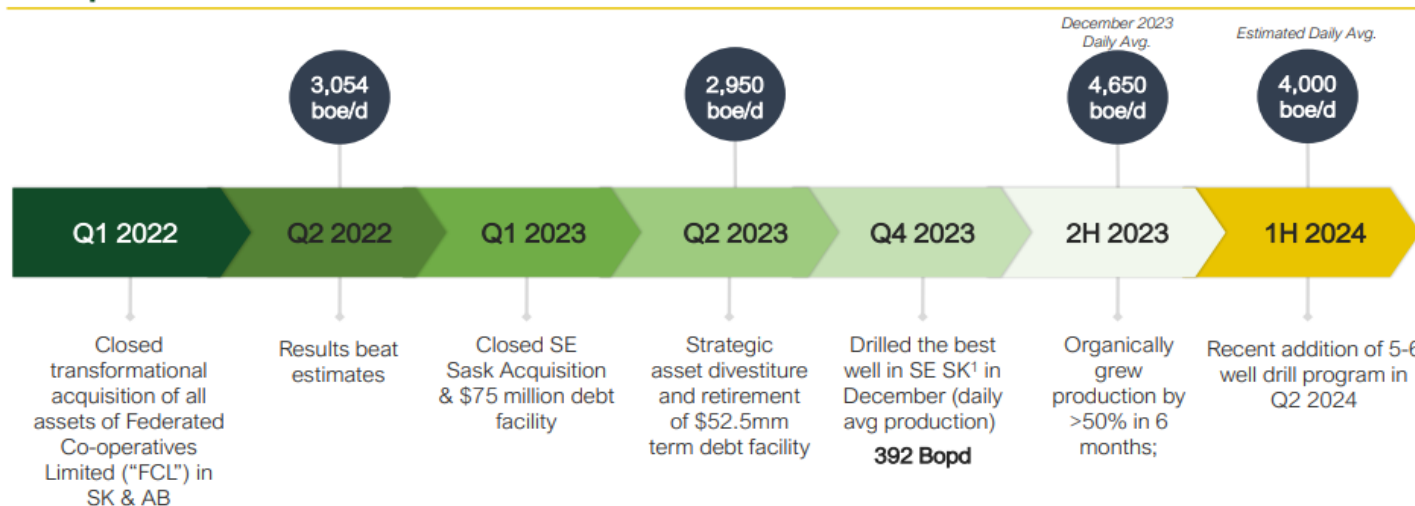 December 2023
Daily Avg.
Estimated Daily Avg.
3,054
boe/d
2,950
boe/d
4,650
boe/d
4,000
boe/d
Q1 2022
Q2 2022
Q1 2023
Q2 2023
Q4 2023
2H 2023
1H 2024
Closed
transformational
acquisition of all
assets of Federated
Co-operatives
Limited (“FCL”) in
SK & AB
Results beat
estimates
Closed SE
Sask Acquisition
& $75 million debt
facility
Strategic
asset divestiture
and retirement
of $52.5mm
term debt facility
Drilled the best
well in SE SK¹ in
December (daily
avg production)
392 Bopd
Organically
grew
production by
>50% in 6
months;
Recent addition of 5-6
well drill program in
Q2 2024